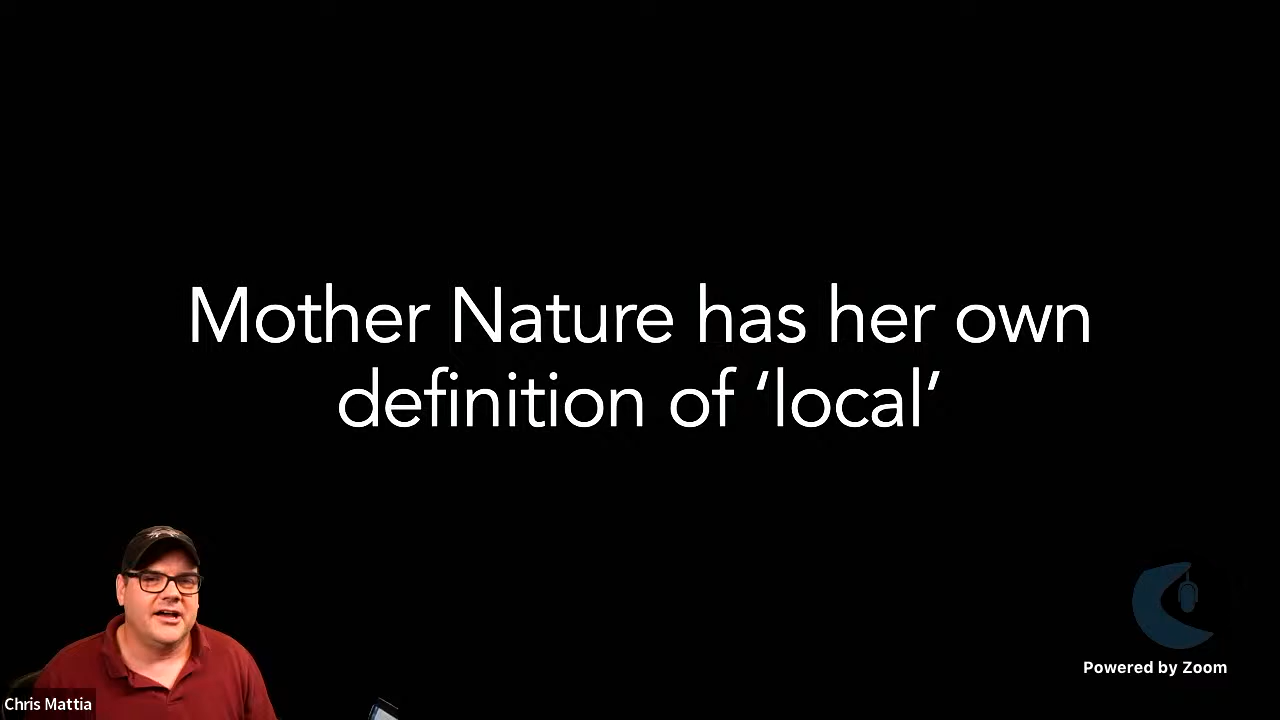 Mother Nature has her own
definition of ‘local’
Powered by Zoom
Chris Mattia